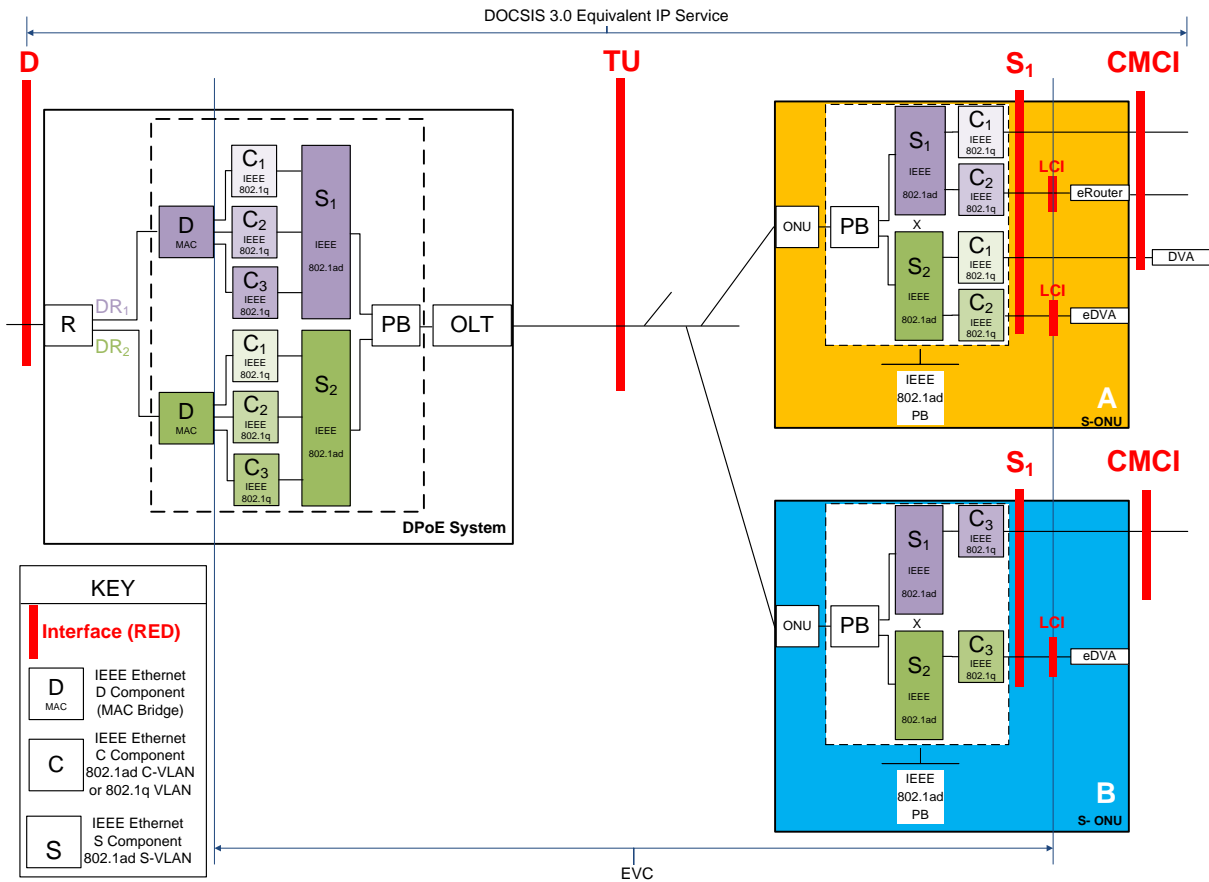 DOCSIS 3.0 Equivalent IP Service
D
TU
S1
CMCI
R
DR1
DR2
D
MAC
C1
IEEE
802.1q
C2
IEEE
802.1q
C3
IEEE
802.1q
S1
IEEE
802.1ad
D
MAC
C1
IEEE
802.1q
C2
IEEE
802.1q
C3
IEEE
802.1q
S2
IEEE
802.1ad
PB
OLT
DPoE System
ONU
PB
S1
IEEE
802.1ad
X
S2
IEEE
802.1ad
C1
IEEE
802.1q
C2
IEEE
802.1q
C1
IEEE
802.1q
C2
IEEE
802.1q
LCI
eRouter
DVA
LCI
eDVA
IEEE
802.1ad
PB
A
S-ONU
S1
CMCI
ONU
PB
S1
IEEE
802.1ad
X
S2
IEEE
802.1ad
C3
IEEE
802.1q
C3
IEEE
802.1q
LCI
eDVA
IEEE
802.1ad
PB
B
S- ONU
KEY
Interface (RED)
D
MAC
IEEE Ethernet
D Component
(MAC Bridge)
C
IEEE Ethernet
C Component
802.1ad C-VLAN
or 802.1q VLAN
S
IEEE Ethernet
S Component
802.1ad S-VLAN
EVC